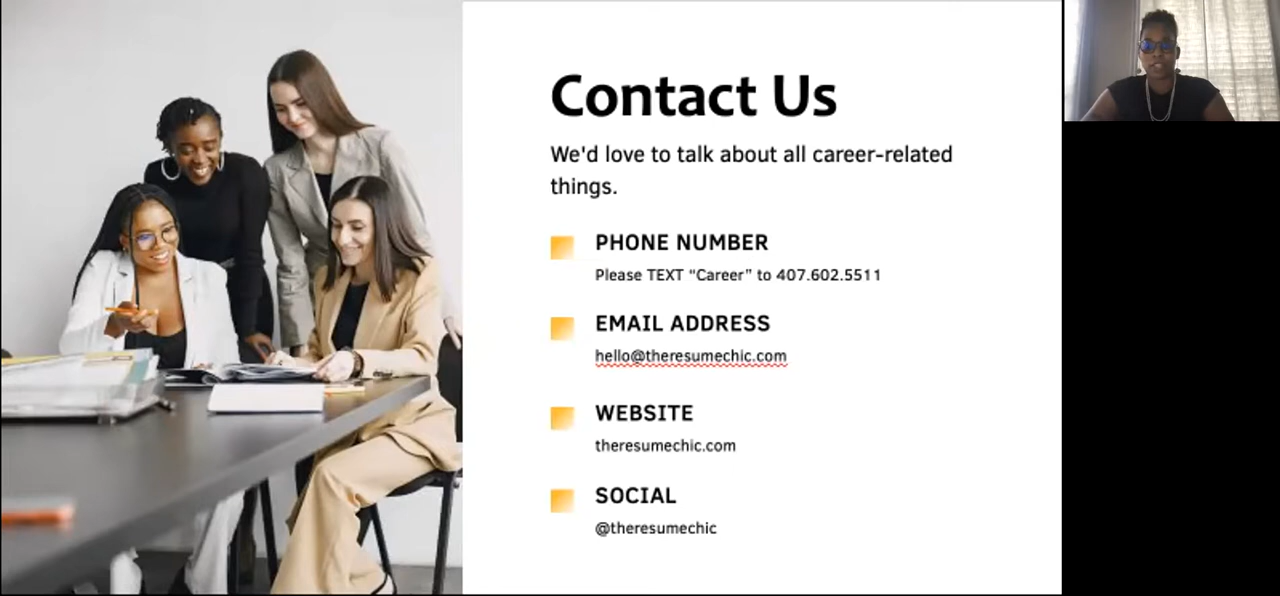 Contact Us
We'd love to talk about all career-related
things.
PHONE NUMBER
Please TEXT “Career” to 407.602.5511
EMAIL ADDRESS
hello@theresumechic.com
WEBSITE
theresumechic.com
SOCIAL
@theresumechic